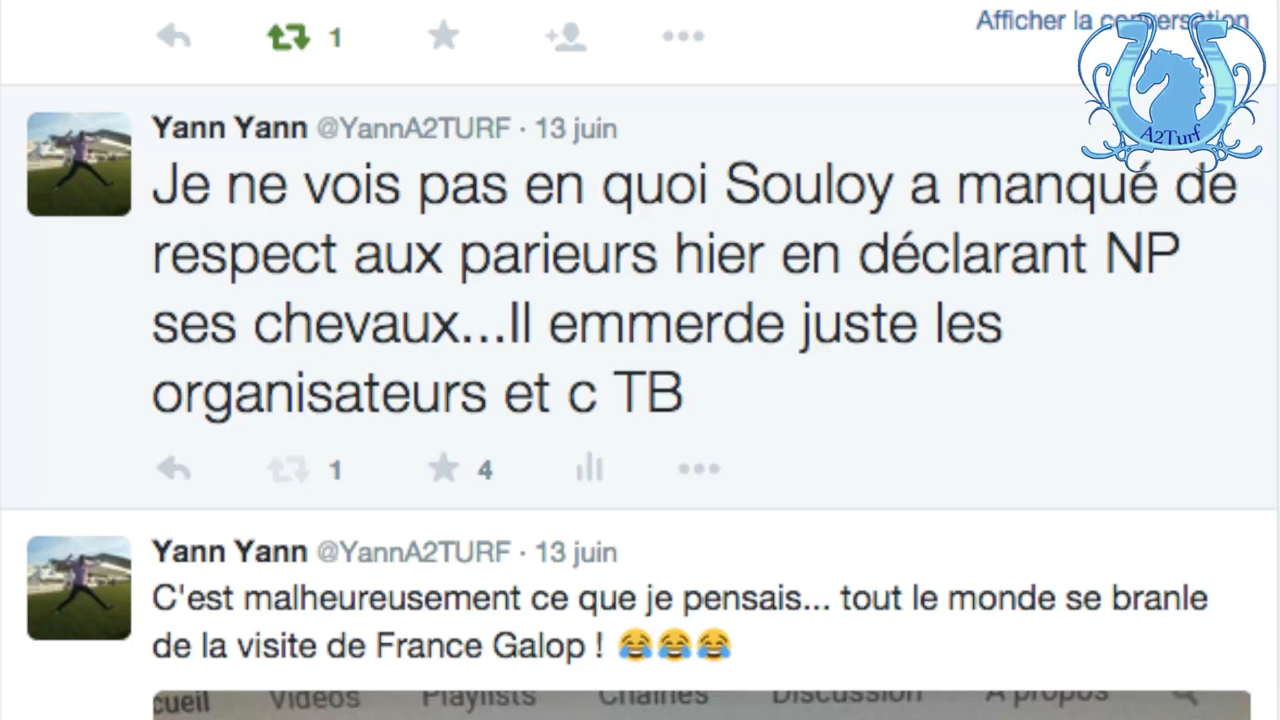 Afficher la conversation
1
Yann Yann @YannA2TURF · 13 juin
A2Turf
Je ne vois pas en quoi Souloy a manqué de
respect aux parieurs hier en déclarant NP
ses chevaux...Il emmerde juste les
organisateurs et c TB
1 4
Yann Yann @YannA2TURF · 13 juin
C'est malheureusement ce que je pensais... tout le monde se branle
de la visite de France Galop ! 😂😂😂
cueil Vidéos Playlists Chaînes Discussion À propos